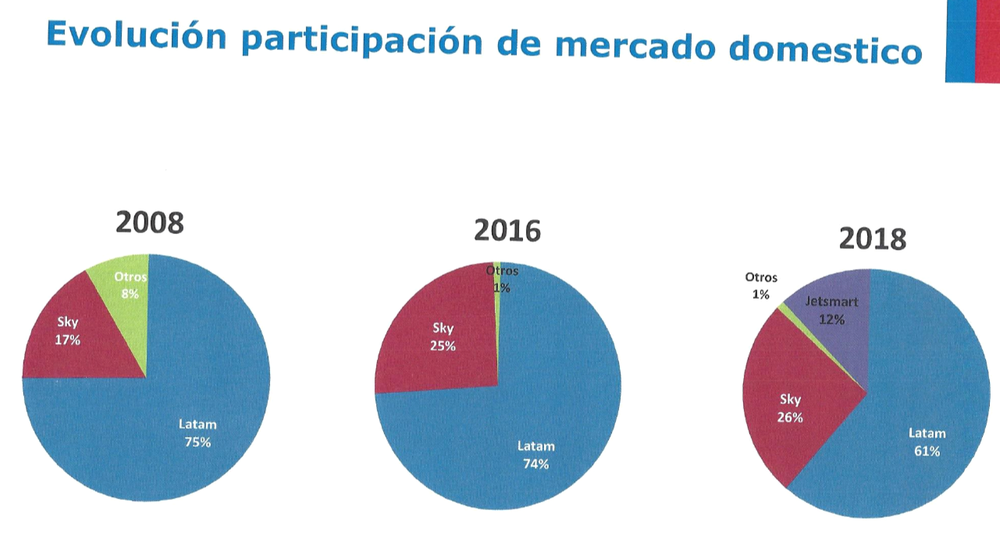 Evolución participación de mercado domestico
2008
Otros
8%
Sky
17%
Latam
75%
2016
Otros
1%
Sky
25%
Latam
74%
2018
Otros
1%
Jetsmart
12%
Sky
26%
Latam
61%